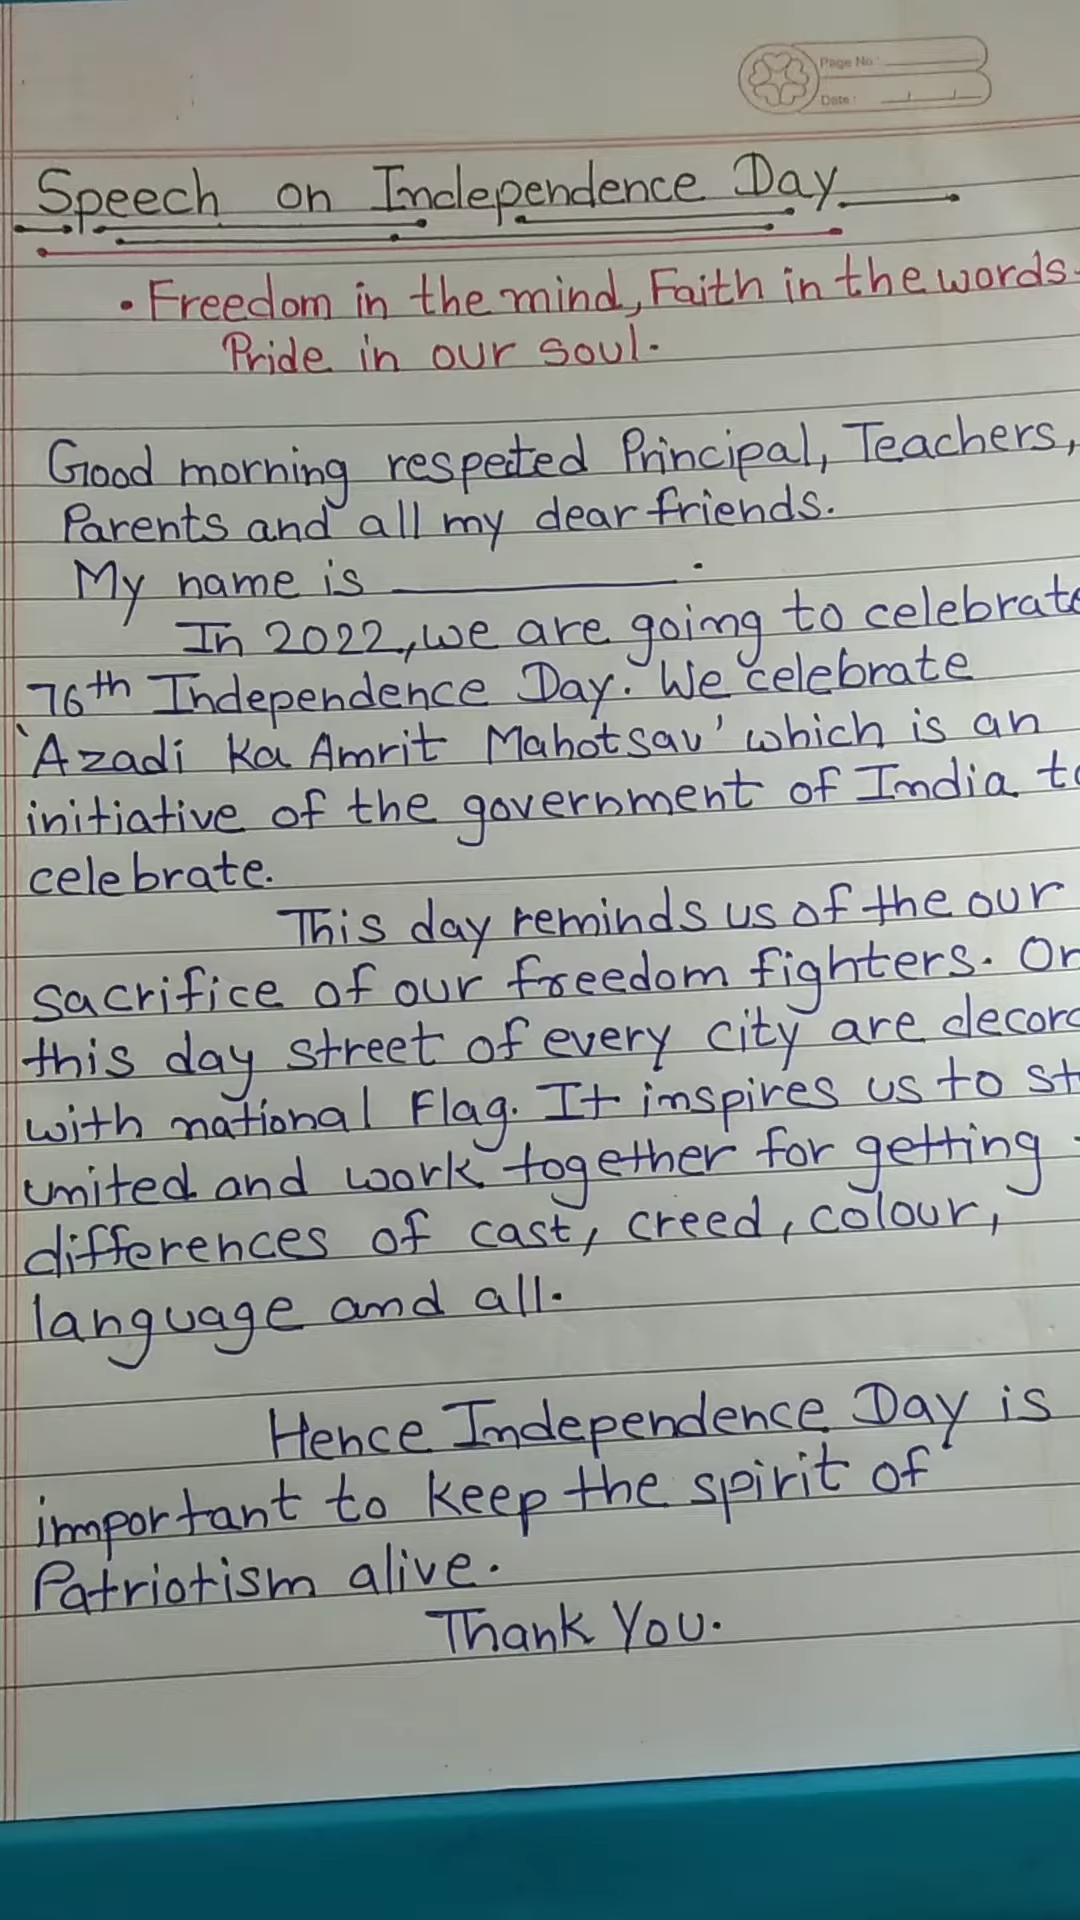 Page No :
Date :
Speech on Independence Day
• Freedom in the mind, Faith in the words.
Pride in our soul.
Good morning respected Principal, Teachers,
Parents and all my dear friends.
My name is ____________.
In 2022, we are going to celebrate
76th Independence Day. We celebrate
'Azadi Ka Amrit Mahotsav' which is an
initiative of the government of India to
celebrate.
This day reminds us of the our
sacrifice of our freedom fighters. On
this day street of every city are
with national Flag. It inspires us to
united and work together for getting
differences of cast, creed, colour,
language and all.
Hence Independence Day is
important to keep the spirit of
Patriotism alive.
Thank You.